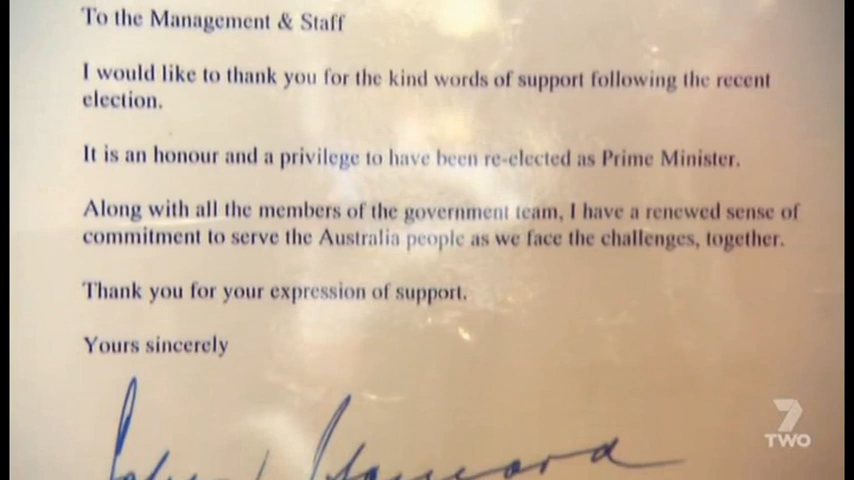 To the Management & Staff
I would like to thank you for the kind words of support following the recent
election.
It is an honour and a privilege to have been re-elected as Prime Minister.
Along with all the members of the government team, I have a renewed sense of
commitment to serve the Australia people as we face the challenges, together.
Thank you for your expression of support.
Yours sincerely
7
TWO